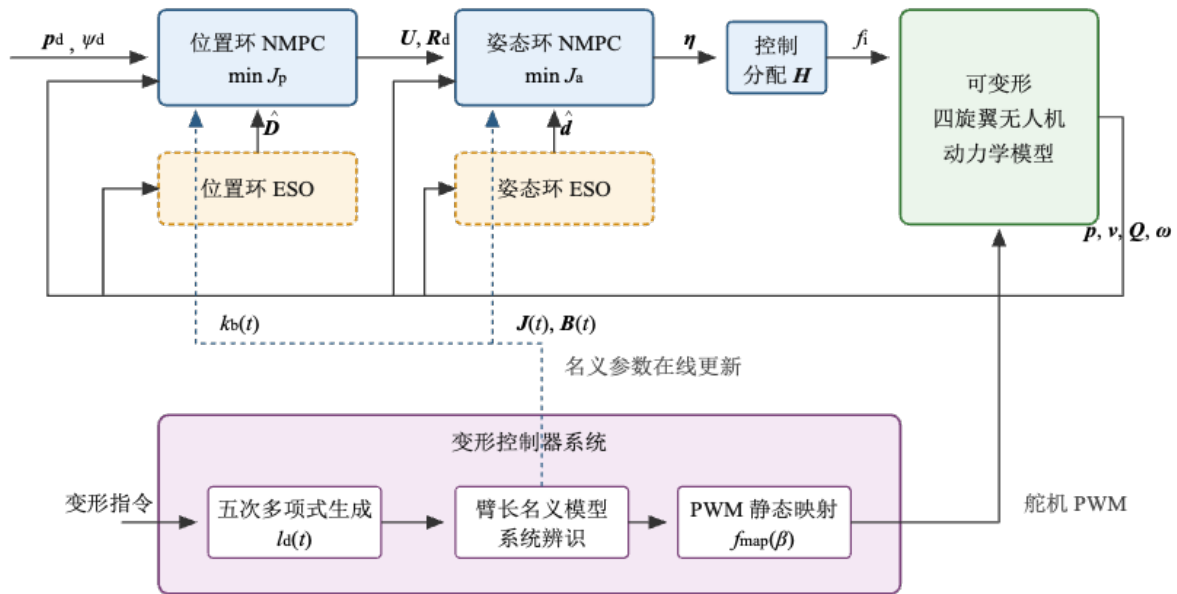 pd , ψd
位置环 NMPC
min Jp
U, Rd
姿态环 NMPC
min Ja
η
控制
分配 H
fi
可变形
四旋翼无人机
动力学模型
D̂
d̂
位置环 ESO
姿态环 ESO
p, v, Q, ω
kb(t)
J(t), B(t)
名义参数在线更新
变形控制器系统
变形指令
五次多项式生成
ld(t)
臂长名义模型
系统辨识
PWM 静态映射
fmap(β)
舵机 PWM